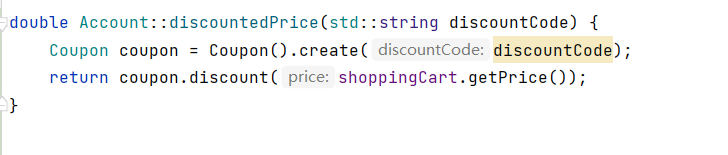 double Account::discountedPrice(std::string discountCode) {
    Coupon coupon = Coupon().create( discountCode: discountCode);
    return coupon.discount( price: shoppingCart.getPrice());
}